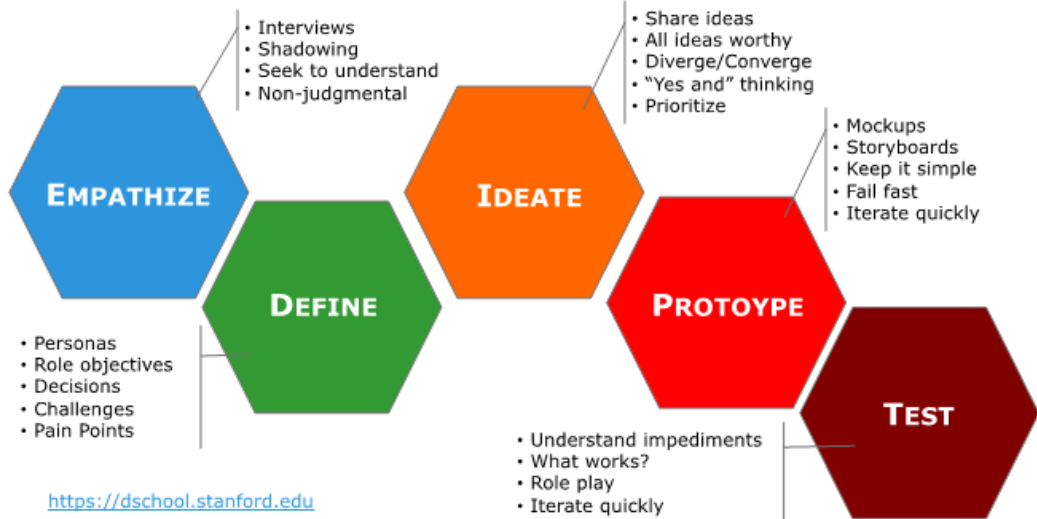 • Interviews
• Shadowing
• Seek to understand
• Non-judgmental
EMPATHIZE
• Personas
• Role objectives
• Decisions
• Challenges
• Pain Points
DEFINE
• Share ideas
• All ideas worthy
• Diverge/Converge
• “Yes and” thinking
• Prioritize
IDEATE
• Mockups
• Storyboards
• Keep it simple
• Fail fast
• Iterate quickly
PROTOYPE
• Understand impediments
• What works?
• Role play
• Iterate quickly
TEST
https://dschool.stanford.edu